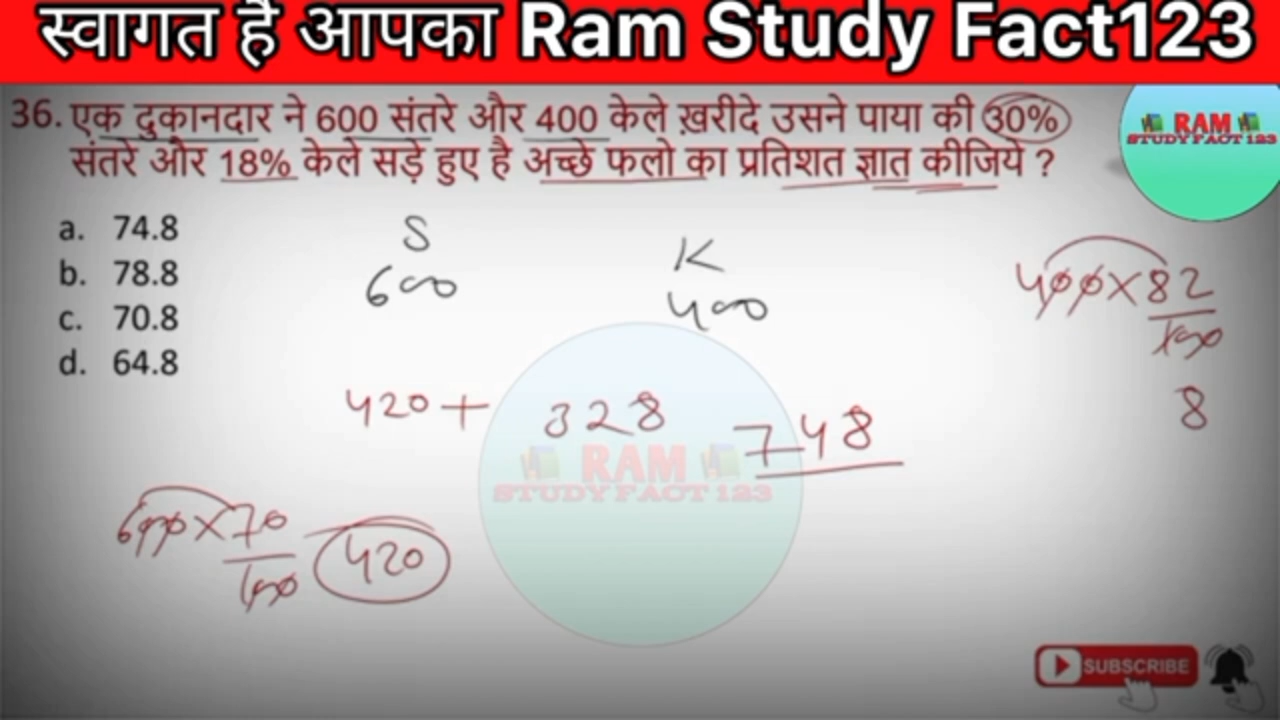 स्वागत है आपका Ram Study Fact123
36. एक दुकानदार ने 600 संतरे और 400 केले ख़रीदे उसने पाया की 30%
संतरे और 18% केले सड़े हुए है अच्छे फलो का प्रतिशत ज्ञात कीजिये ?
RAM
STUDY FACT 123
a. 74.8
b. 78.8
c. 70.8
d. 64.8
S
600
K
400
400×82
100
8
420+ 328 748
RAM
STUDY FACT 123
600×70
100
420
SUBSCRIBE